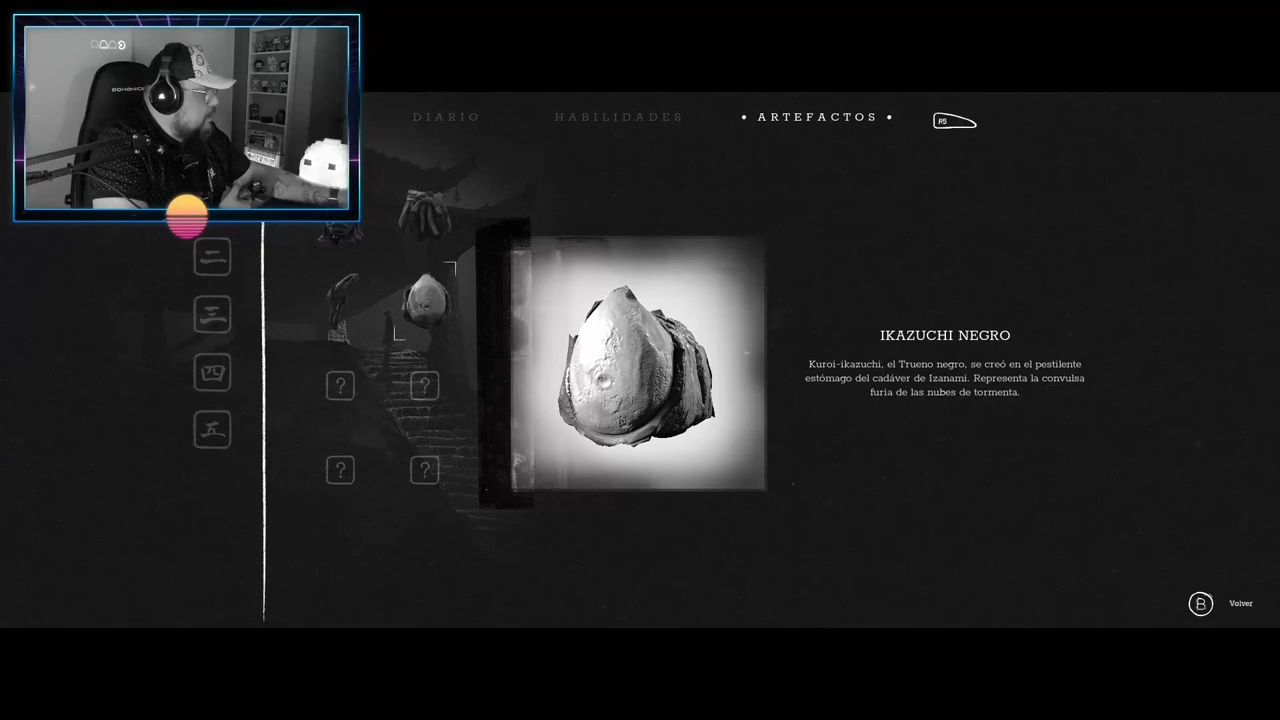 DIARIO
HABILIDADES
• ARTEFACTOS •
RB
二
三
四
五
?
?
?
?
IKAZUCHI NEGRO
Kuroi-ikazuchi, el Trueno negro, se creó en el pestilente
estómago del cadáver de Izanami. Representa la convulsa
furia de las nubes de tormenta.
B
Volver